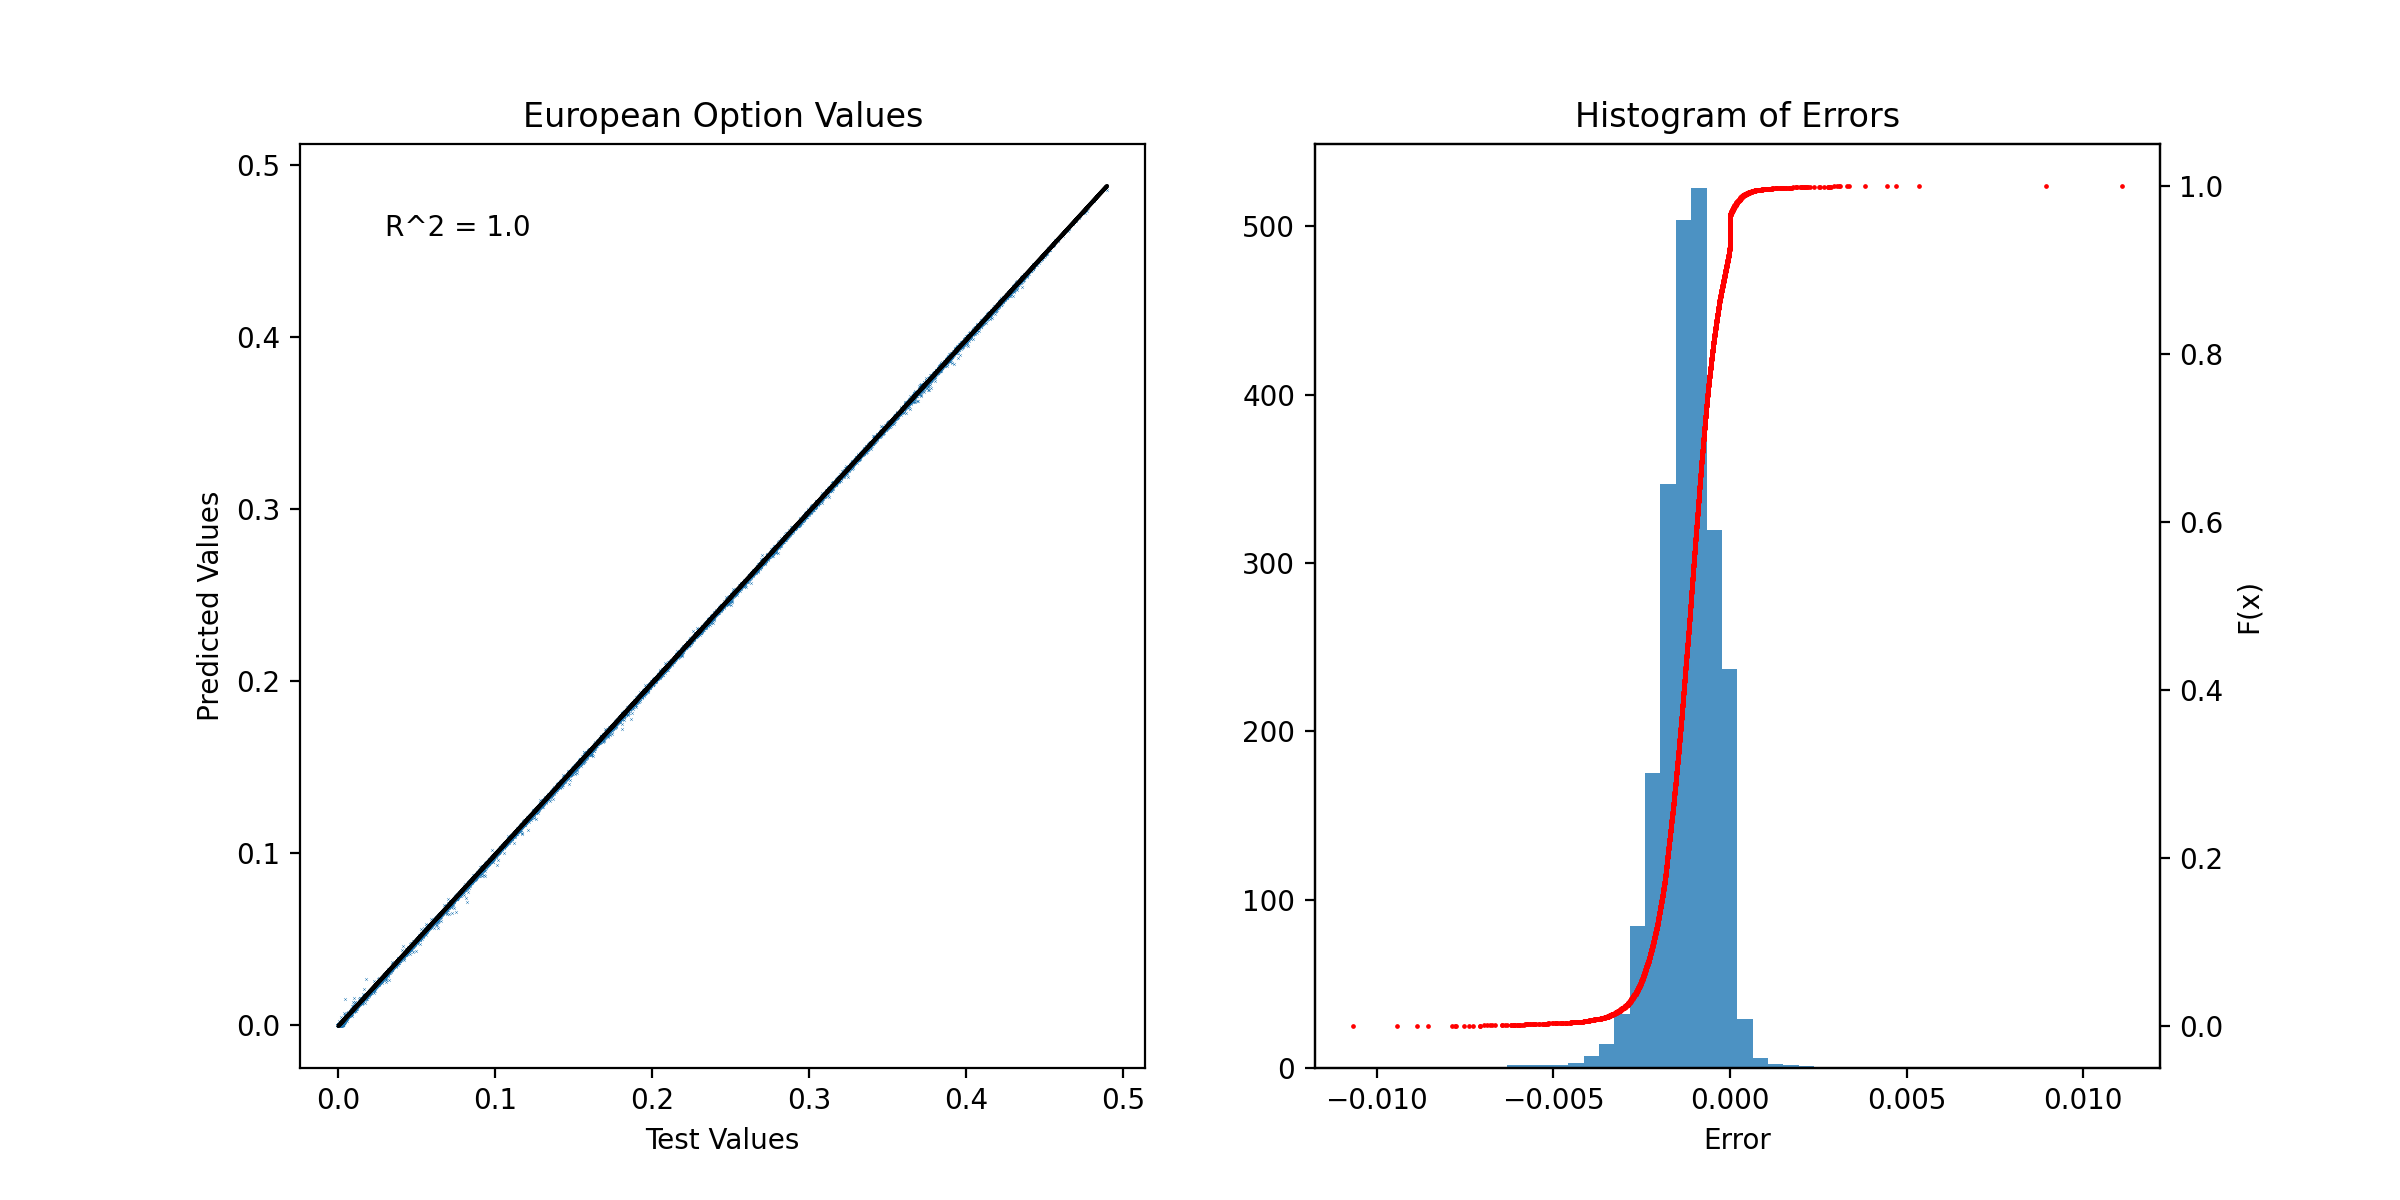 European Option Values
R^2 = 1.0
0.5
0.4
0.3
0.2
0.1
0.0
Predicted Values
0.0 0.1 0.2 0.3 0.4 0.5
Test Values
Histogram of Errors
500
400
300
200
100
0
1.0
0.8
0.6
0.4
0.2
0.0
F(x)
−0.010 −0.005 0.000 0.005 0.010
Error